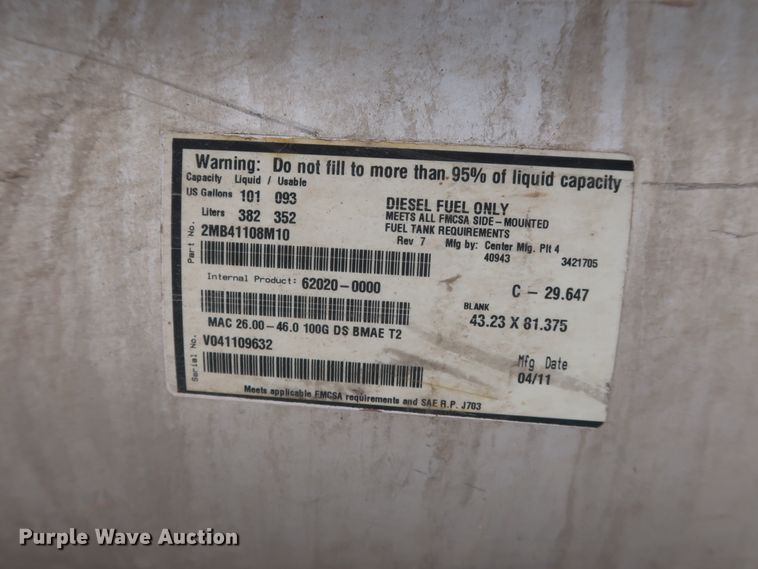 Warning: Do not fill to more than 95% of liquid capacity
Capacity Liquid / Usable
US Gallons 101 093
Liters 382 352
DIESEL FUEL ONLY
MEETS ALL FMCSA SIDE-MOUNTED
FUEL TANK REQUIREMENTS
Rev 7 Mfg by: Center Mfg. Plt 4
40943 3421705
Part No. 2MB41108M10
Internal Product: 62020-0000
C - 29.647
BLANK
43.23 X 81.375
MAC 26.00-46.0 100G DS BMAE T2
Serial No. V041109632
Mfg Date
04/11
Meets applicable FMCSA requirements and SAE R.P. J703
Purple Wave Auction